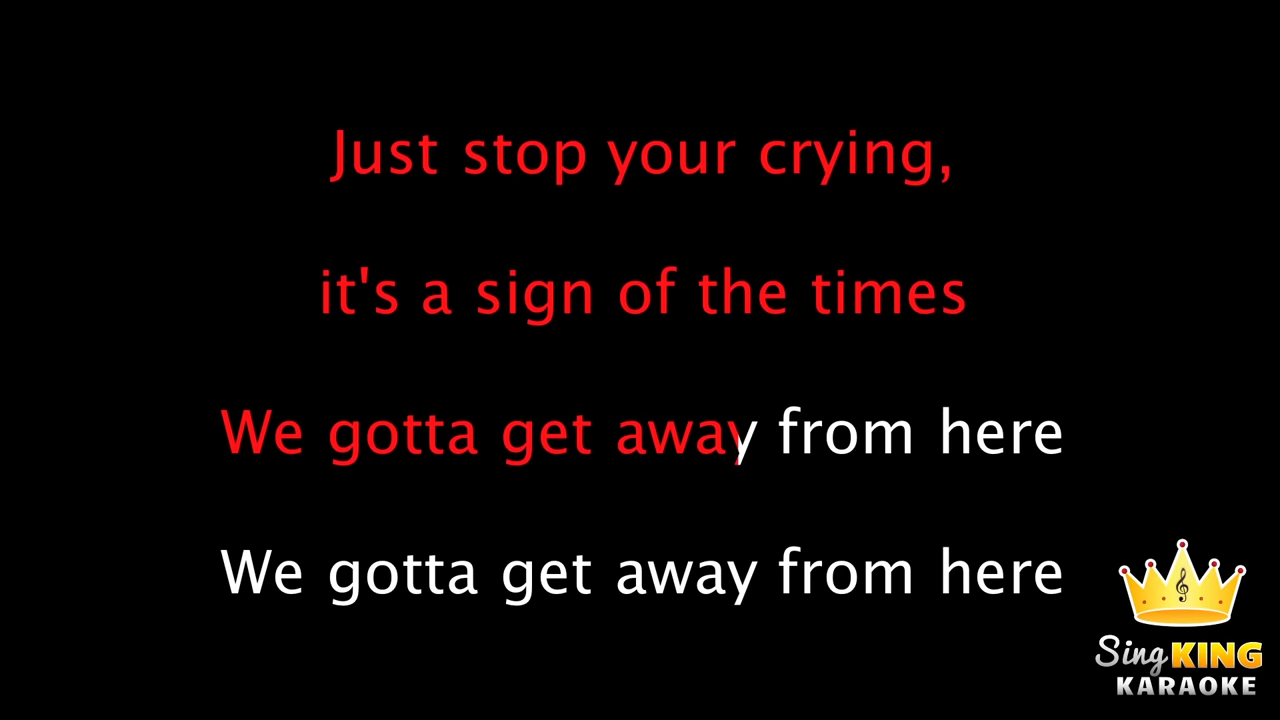 Just stop your crying,
it's a sign of the times
We gotta get away from here
We gotta get away from here
Sing KING
KARAOKE